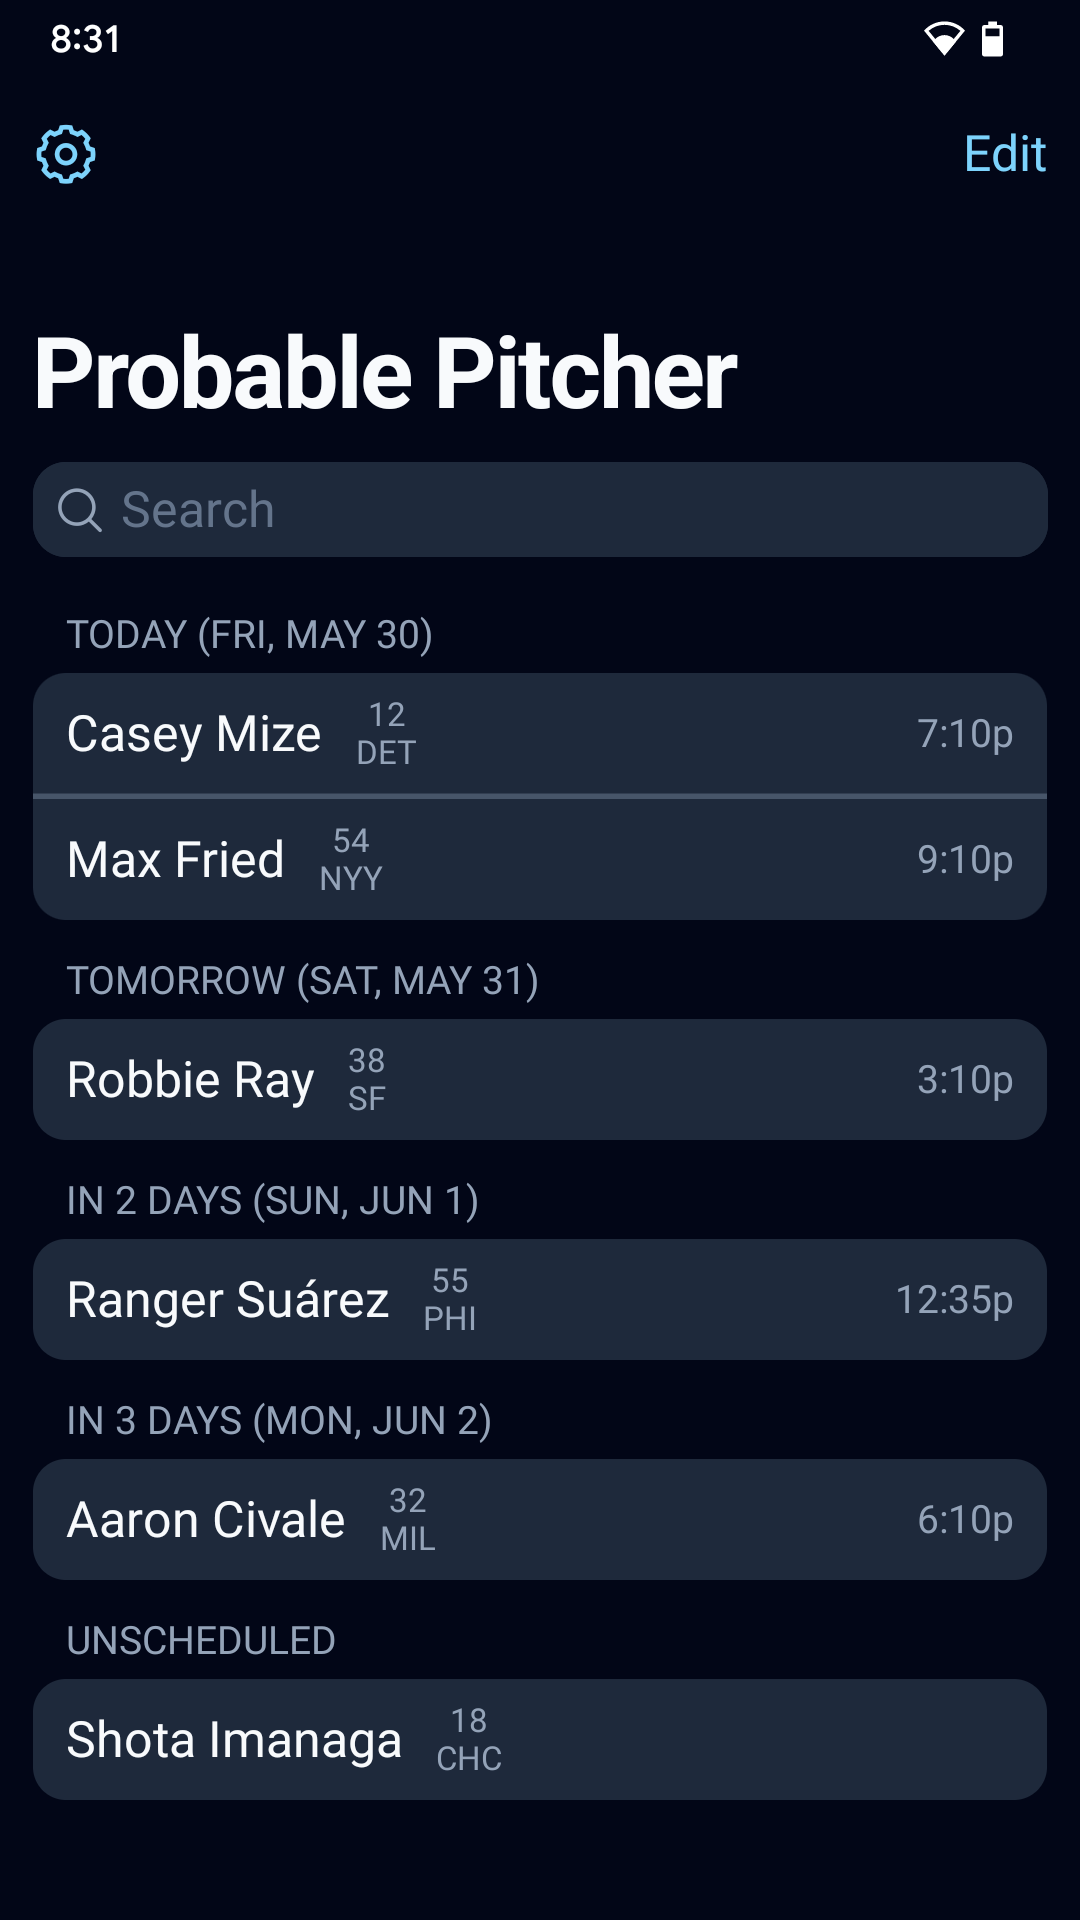 8:31
Edit
Probable Pitcher
Search
TODAY (FRI, MAY 30)
Casey Mize 12 DET 7:10p
Max Fried 54 NYY 9:10p
TOMORROW (SAT, MAY 31)
Robbie Ray 38 SF 3:10p
IN 2 DAYS (SUN, JUN 1)
Ranger Suárez 55 PHI 12:35p
IN 3 DAYS (MON, JUN 2)
Aaron Civale 32 MIL 6:10p
UNSCHEDULED
Shota Imanaga 18 CHC